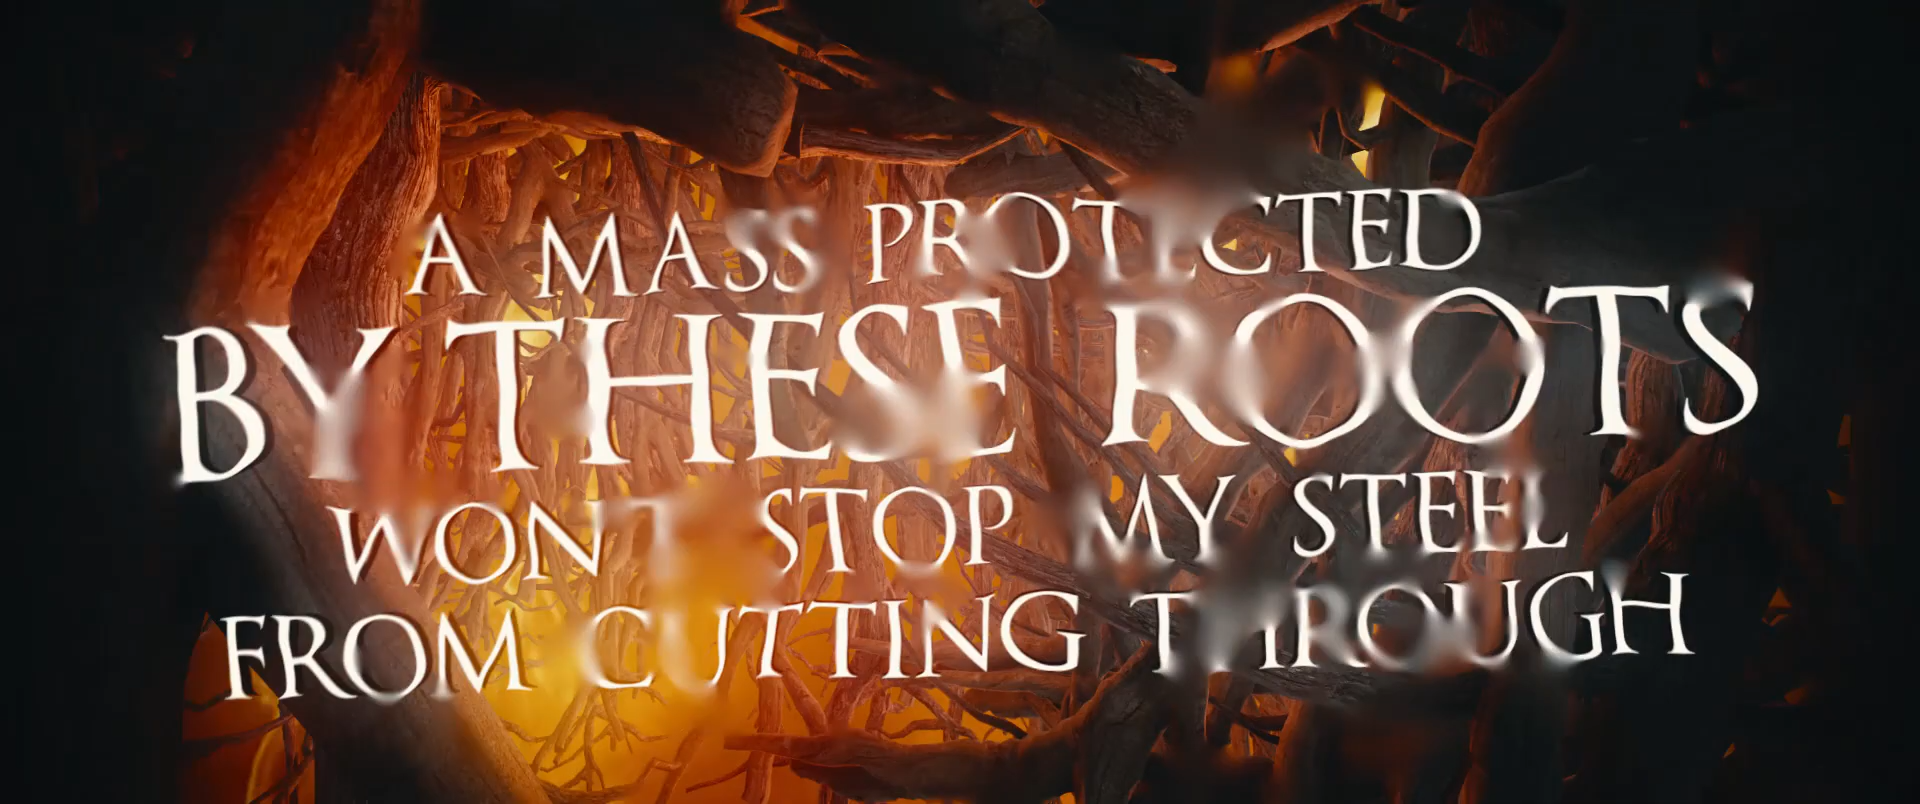 A MASS PROTECTED
BY THESE ROOTS
WON'T STOP MY STEEL
FROM CUTTING THROUGH